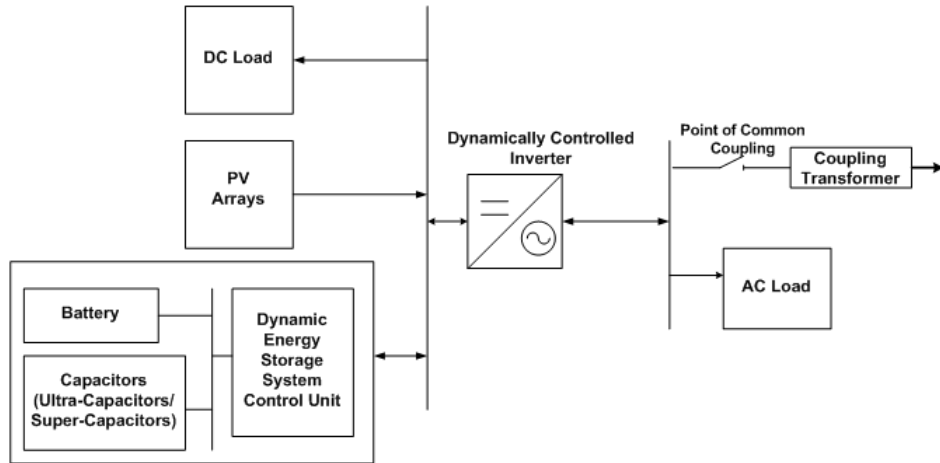 DC Load
PV
Arrays
Battery
Capacitors
(Ultra-Capacitors/
Super-Capacitors)
Dynamic
Energy
Storage
System
Control Unit
Dynamically Controlled
Inverter
Point of Common
Coupling
Coupling
Transformer
AC Load